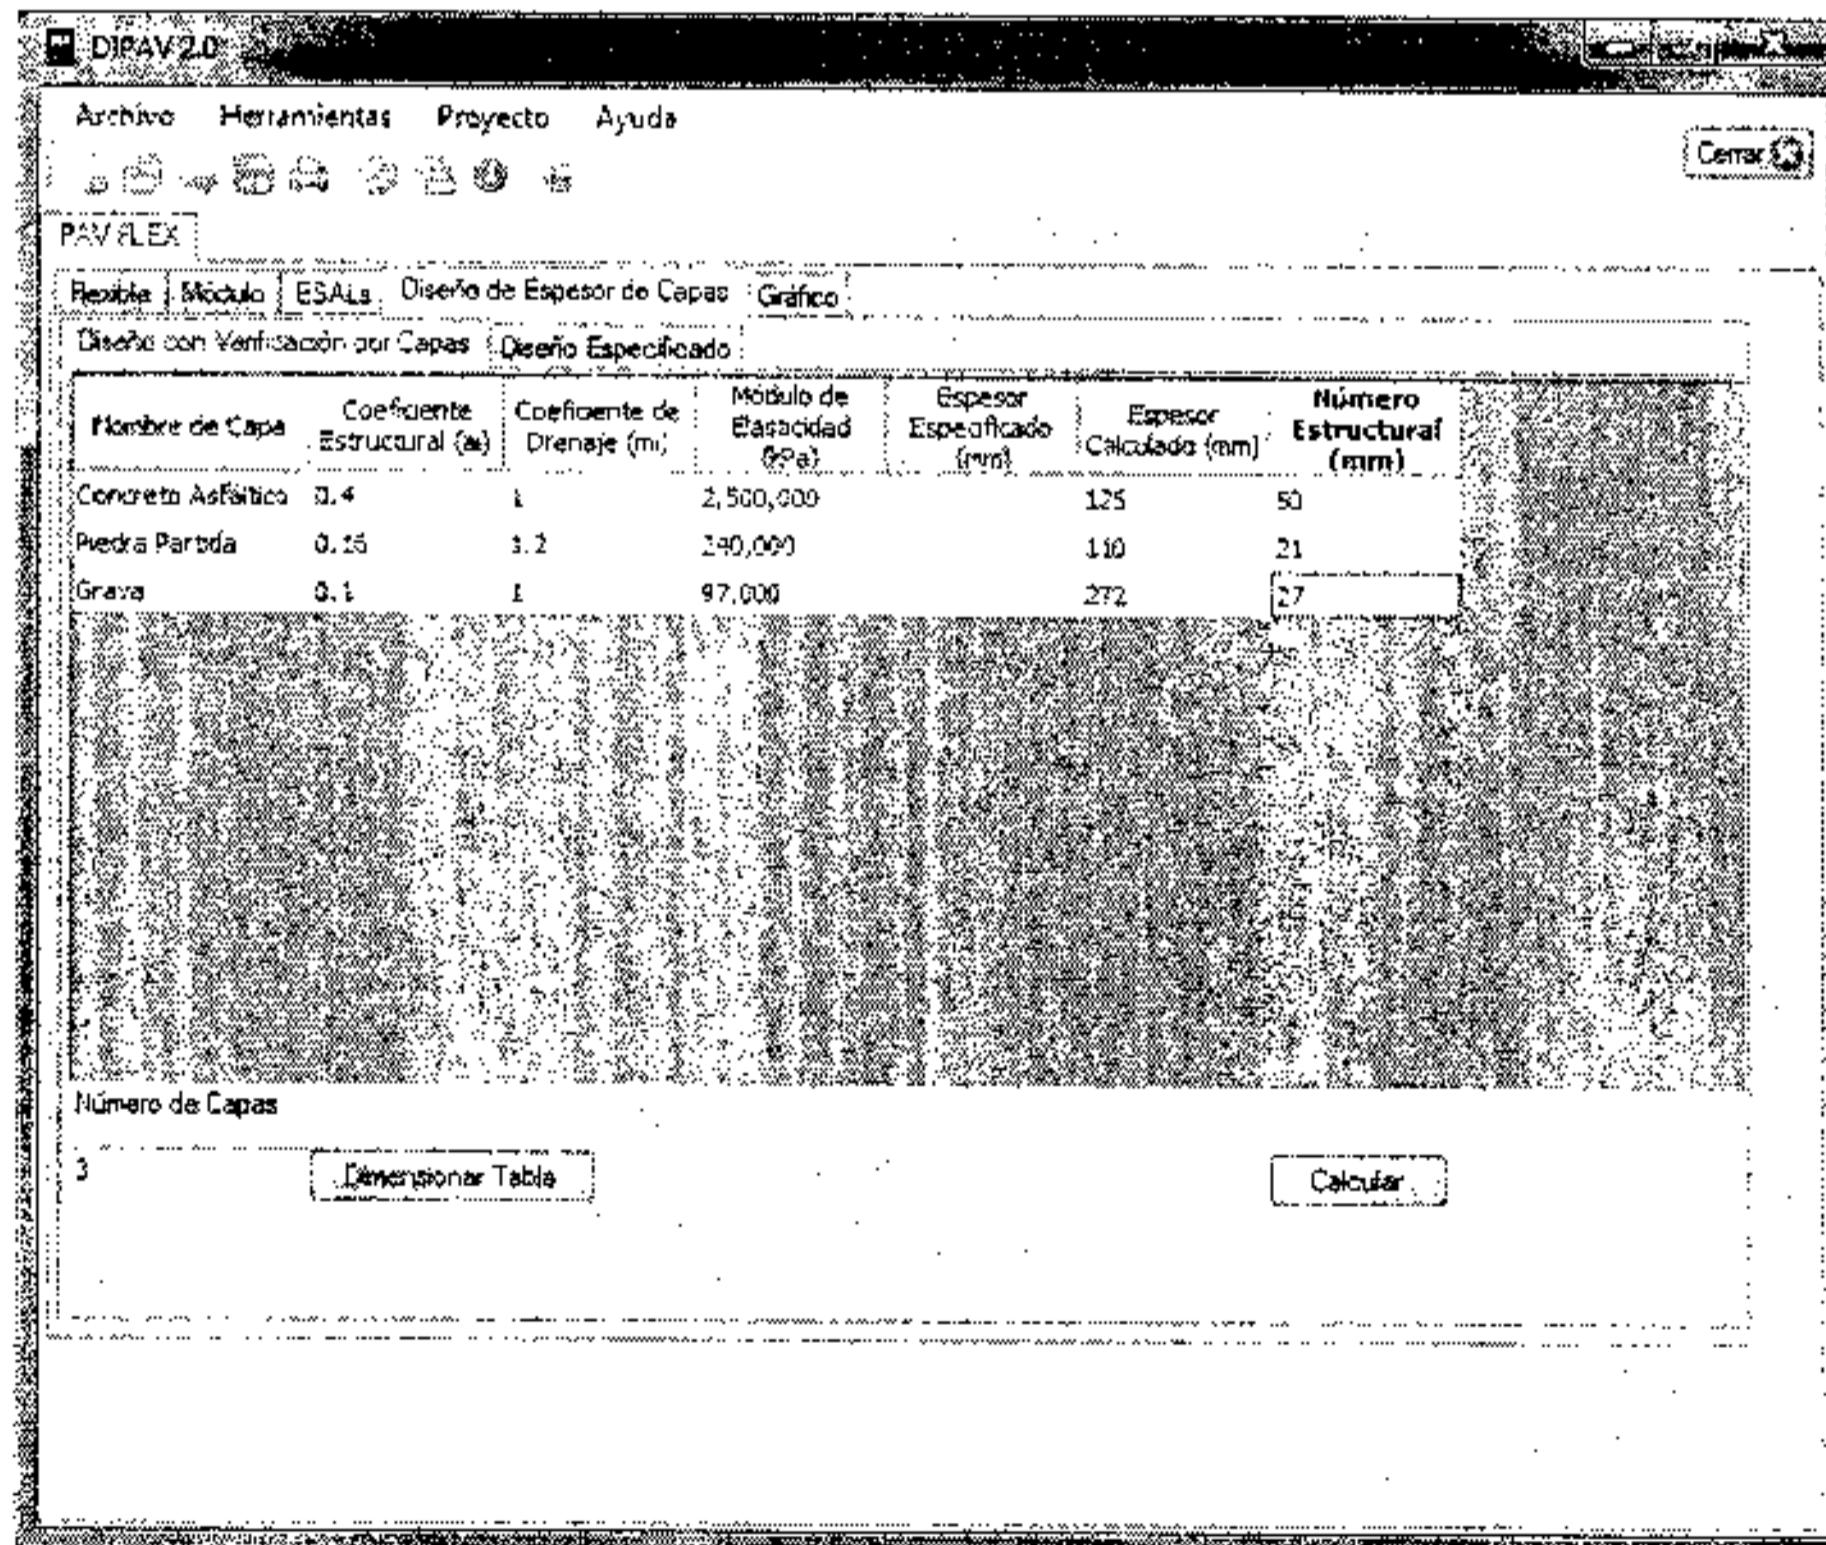 DIPAV 2.0
Archivo Herramientas Proyecto Ayuda
Cerrar
PAV FLEX
Flexible Módulo ESALs Diseño de Espesor de Capas Gráfico
Diseño con Verificación por Capas Diseño Especificado
Nombre de Capa Coeficiente Estructural (ai) Coeficiente de Drenaje (mi) Módulo de Elasticidad (kPa) Espesor Especificado (mm) Espesor Calculado (mm) Número Estructural (mm)
Concreto Asfáltico 0.4 1 2,500,000 125 50
Piedra Partida 0.16 1.2 240,000 110 21
Grava 0.1 1 97,000 272 27
Número de Capas
3 Dimensionar Tabla Calcular